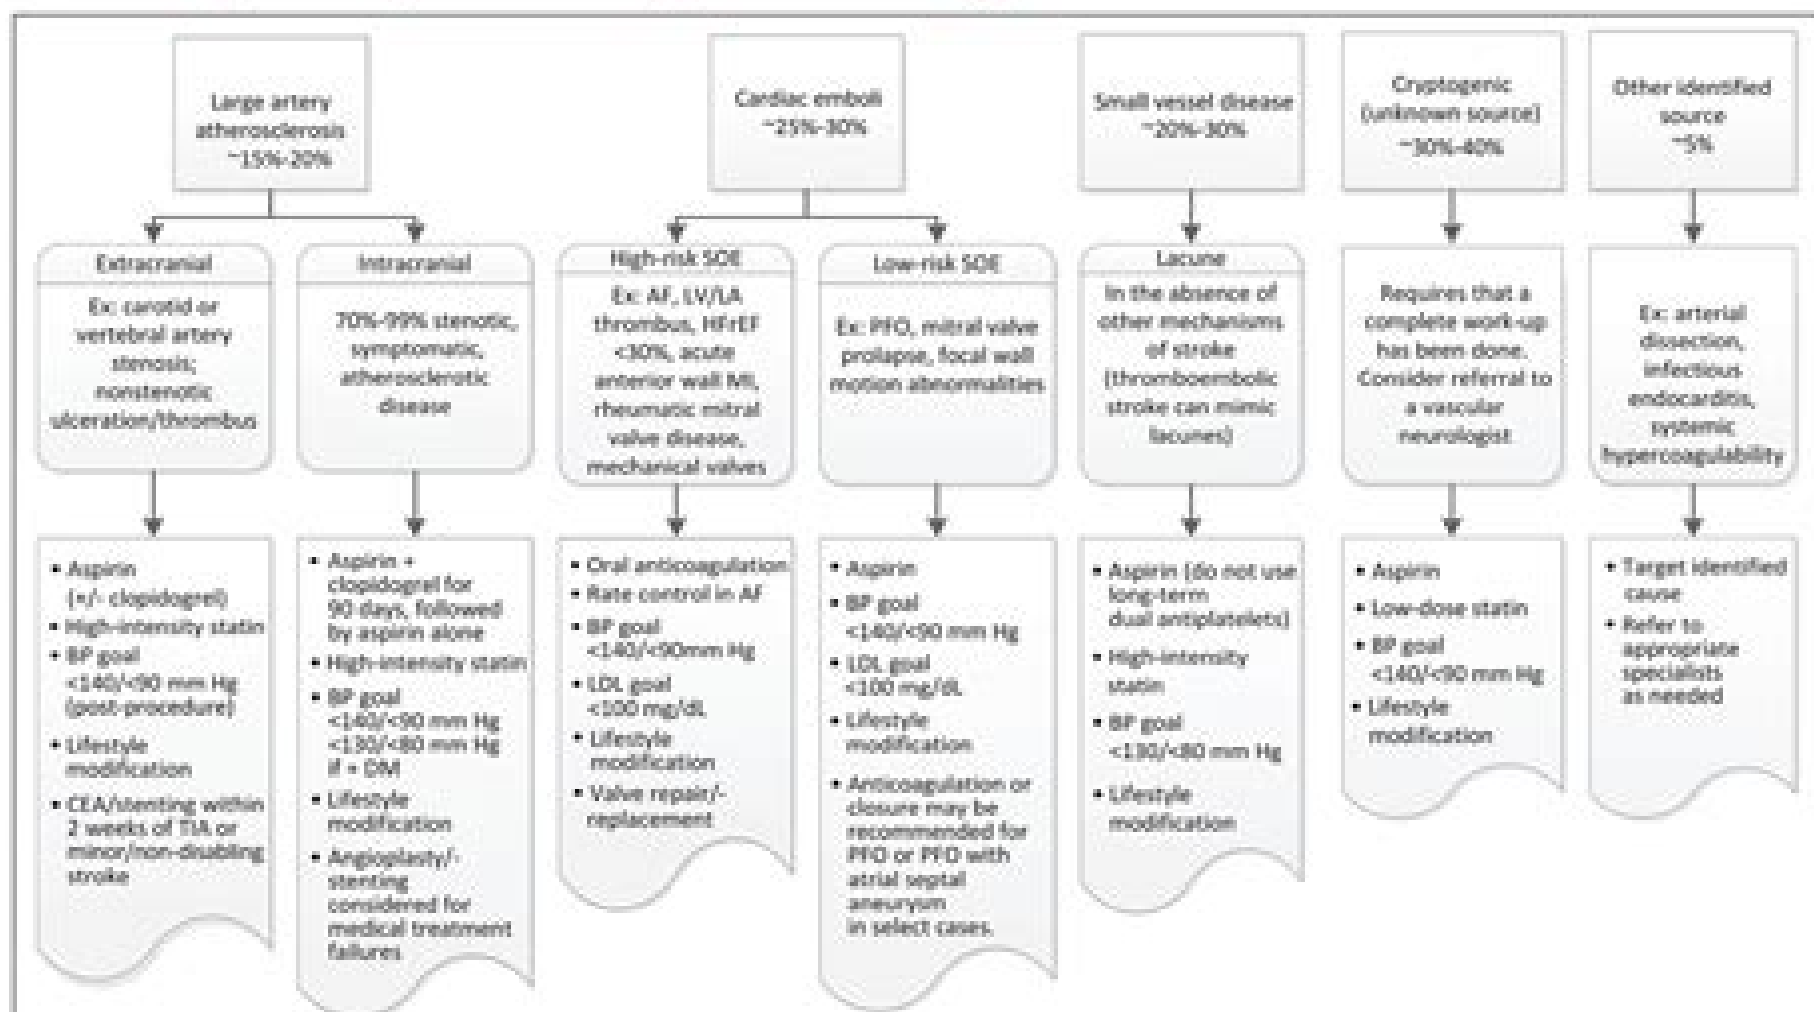 Large artery
atherosclerosis
~15%-20%
Cardiac emboli
~25%-30%
Small vessel disease
~20%-30%
Cryptogenic
(unknown source)
~30%-40%
Other identified
source
~5%
Extracranial
Ex: carotid or
vertebral artery
stenosis;
nonstenotic
ulceration/thrombus
Intracranial
70%-99% stenotic,
symptomatic,
atherosclerotic
disease
High-risk SOE
Ex: AF, LV/LA
thrombus, HFrEF
<30%, acute
anterior wall MI,
rheumatic mitral
valve disease,
mechanical valves
Low-risk SOE
Ex: PFO, mitral valve
prolapse, focal wall
motion abnormalities
Lacune
In the absence of
other mechanisms
of stroke
(thromboembolic
stroke can mimic
lacunes)
Requires that a
complete work-up
has been done.
Consider referral to
a vascular
neurologist
Ex: arterial
dissection,
infectious
endocarditis,
systemic
hypercoagulability
• Aspirin
(+/- clopidogrel)
• High-intensity statin
• BP goal
<140/<90 mm Hg
(post-procedure)
• Lifestyle
modification
• CEA/stenting within
2 weeks of TIA or
minor/non-disabling
stroke
• Aspirin +
clopidogrel for
90 days, followed
by aspirin alone
• High-intensity statin
• BP goal
<140/<90 mm Hg
<130/<80 mm Hg
if + DM
• Lifestyle
modification
• Angioplasty/-
stenting
considered for
medical treatment
failures
• Oral anticoagulation
• Rate control in AF
• BP goal
<140/<90mm Hg
• LDL goal
<100 mg/dL
• Lifestyle
modification
• Valve repair/-
replacement
• Aspirin
• BP goal
<140/<90 mm Hg
• LDL goal
<100 mg/dL
• Lifestyle
modification
• Anticoagulation or
closure may be
recommended for
PFO or PFO with
atrial septal
aneurysm
in select cases.
• Aspirin (do not use
long-term
dual antiplatelets)
• High-intensity
statin
• BP goal
<130/<80 mm Hg
• Lifestyle
modification
• Aspirin
• Low-dose statin
• BP goal
<140/<90 mm Hg
• Lifestyle
modification
• Target identified
cause
• Refer to
appropriate
specialists
as needed